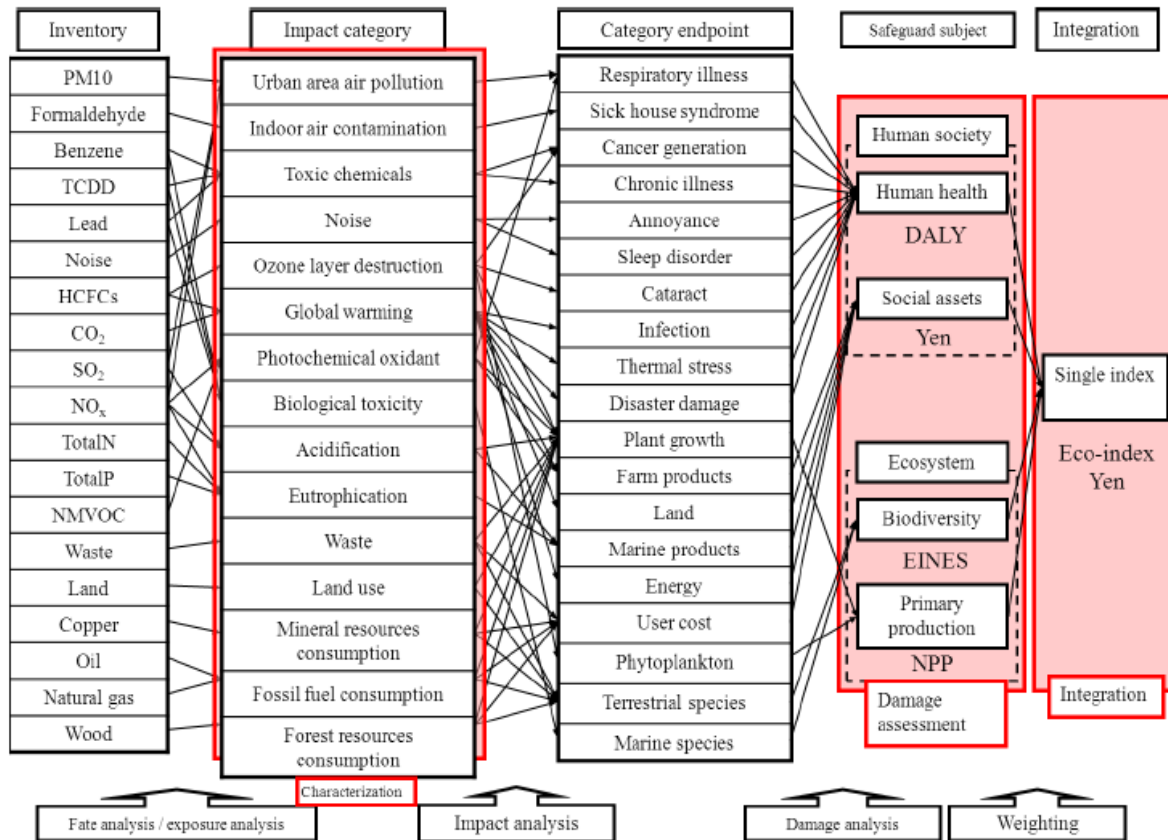 Inventory
Impact category
Category endpoint
Safeguard subject
Integration
PM10
Formaldehyde
Benzene
TCDD
Lead
Noise
HCFCs
CO₂
SO₂
NOₓ
TotalN
TotalP
NMVOC
Waste
Land
Copper
Oil
Natural gas
Wood
Urban area air pollution
Indoor air contamination
Toxic chemicals
Noise
Ozone layer destruction
Global warming
Photochemical oxidant
Biological toxicity
Acidification
Eutrophication
Waste
Land use
Mineral resources
consumption
Fossil fuel consumption
Forest resources
consumption
Characterization
Respiratory illness
Sick house syndrome
Cancer generation
Chronic illness
Annoyance
Sleep disorder
Cataract
Infection
Thermal stress
Disaster damage
Plant growth
Farm products
Land
Marine products
Energy
User cost
Phytoplankton
Terrestrial species
Marine species
Human society
Human health
DALY
Social assets
Yen
Ecosystem
Biodiversity
EINES
Primary
production
NPP
Damage
assessment
Single index
Eco-index
Yen
Integration
Fate analysis / exposure analysis
Impact analysis
Damage analysis
Weighting